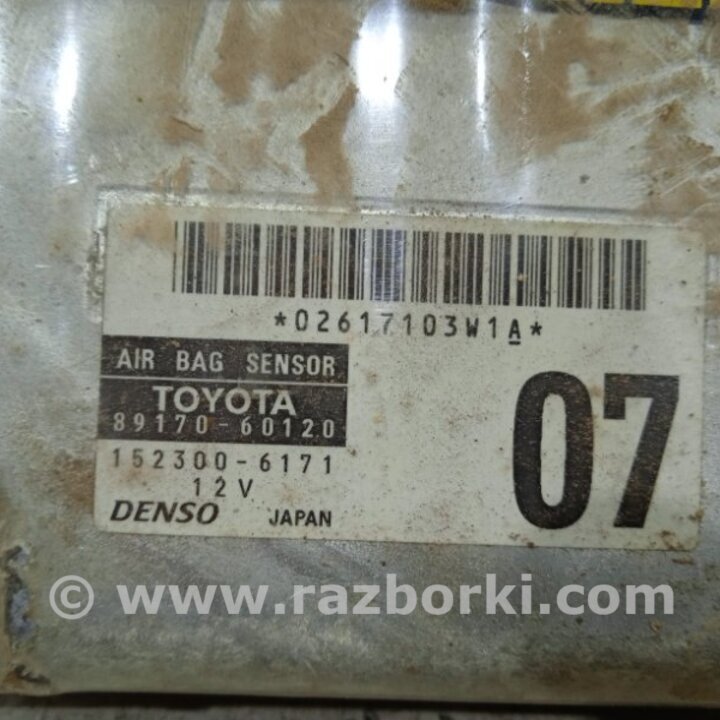 *02617103W1A*
AIR BAG SENSOR
TOYOTA
89170-60120
152300-6171
12V
DENSO JAPAN
07
© www.razborki.com